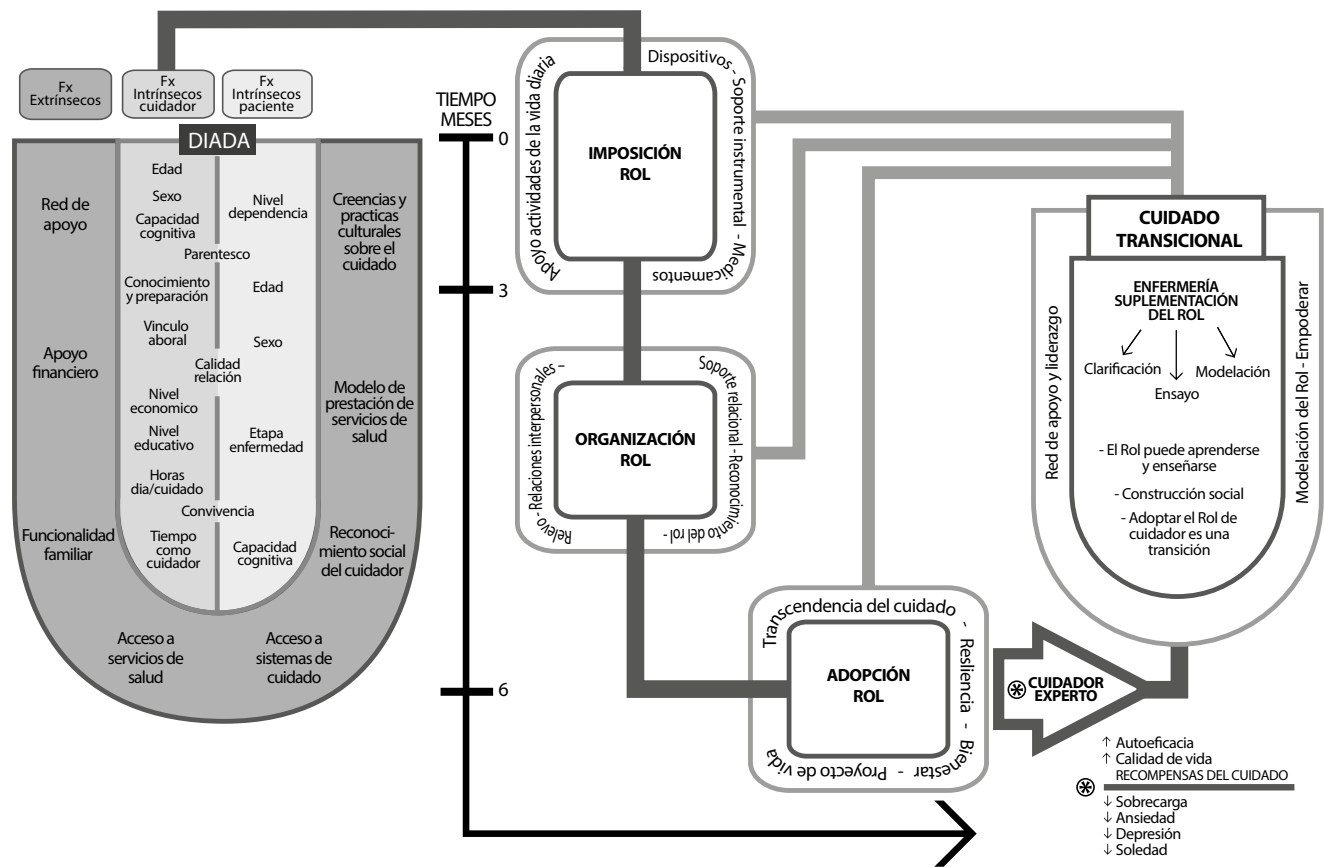 Fx
Extrínsecos
Fx
Intrínsecos
cuidador
Fx
Intrínsecos
paciente
DIADA
Red de
apoyo
Apoyo
financiero
Funcionalidad
familiar
Acceso a
servicios de
salud
Acceso a
sistemas de
cuidado
Edad
Sexo
Capacidad
cognitiva
Parentesco
Conocimiento
y preparación
Vinculo
aboral
Calidad
relación
Nivel
economico
Nivel
educativo
Horas
dia/cuidado
Convivencia
Tiempo
como
cuidador
Nivel
dependencia
Edad
Sexo
Etapa
enfermedad
Capacidad
cognitiva
Creencias y
practicas
culturales
sobre el
cuidado
Modelo de
prestación de
servicios de
salud
Reconoci-
miento social
del cuidador
TIEMPO
MESES
0
3
6
Apoyo actividades de la vida diaria
Dispositivos - Soporte instrumental - Medicamentos
IMPOSICIÓN
ROL
Relevo - Relaciones interpersonales –
Soporte relacional - Reconocimiento del rol -
ORGANIZACIÓN
ROL
Transcendencia del cuidado - Resliencia - Bienestar - Proyecto de vida
ADOPCIÓN
ROL
CUIDADOR
EXPERTO
CUIDADO
TRANSICIONAL
Red de apoyo y liderazgo
Modelación del Rol - Empoderar
ENFERMERÍA
SUPLEMENTACIÓN
DEL ROL
Clarificación
Ensayo
Modelación
- El Rol puede aprenderse
y enseñarse
- Construcción social
- Adoptar el Rol de
cuidador es una
transición
↑ Autoeficacia
↑ Calidad de vida
RECOMPENSAS DEL CUIDADO
↓ Sobrecarga
↓ Ansiedad
↓ Depresión
↓ Soledad